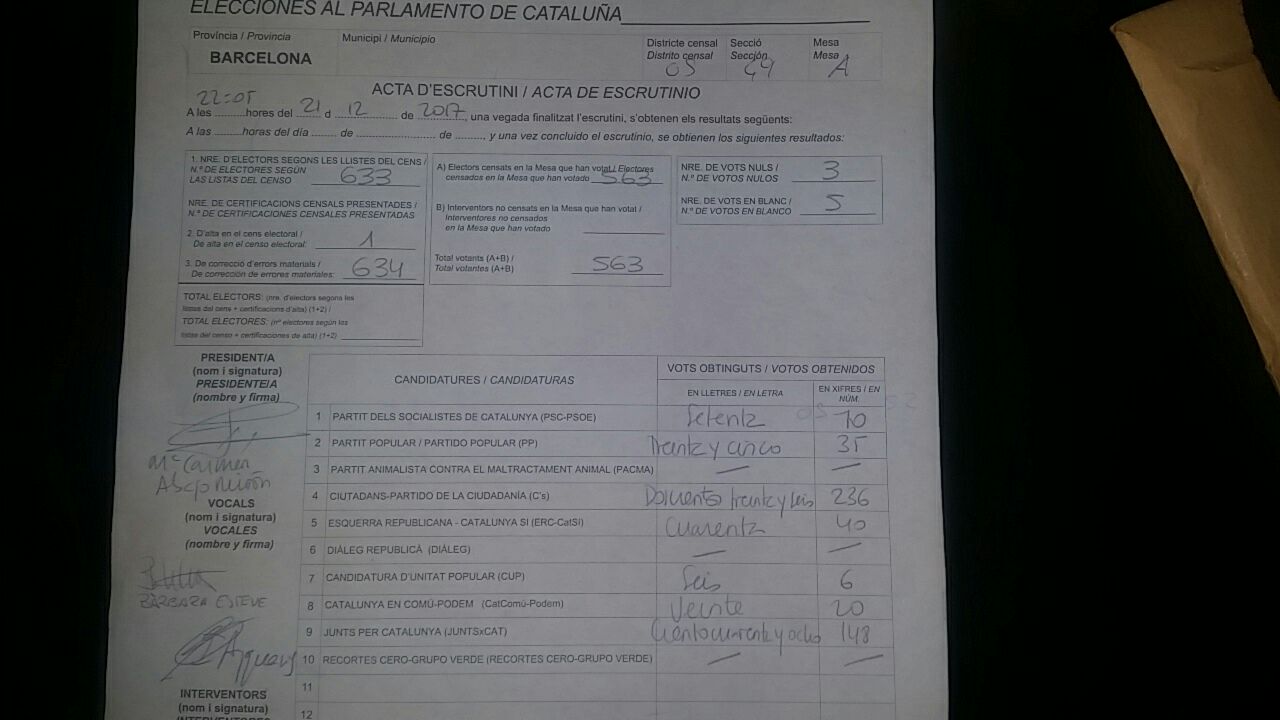 ELECCIONES AL PARLAMENTO DE CATALUÑA
Província / Provincia
BARCELONA
Municipi / Municipio
Districte censal
Distrito censal
05
Secció
Sección
Mesa
Mesa
A
ACTA D'ESCRUTINI / ACTA DE ESCRUTINIO
A les 22:05 hores del 21 d 12 de 2017, una vegada finalitzat l'escrutini, s'obtenen els resultats següents:
A las ..........horas del día ........ de .............................. de ........., y una vez concluido el escrutinio, se obtienen los siguientes resultados:
1. NRE. D'ELECTORS SEGONS LES LLISTES DEL CENS /
N.º DE ELECTORES SEGÚN
LAS LISTAS DEL CENSO 633
NRE. DE CERTIFICACIONS CENSALS PRESENTADES /
N.º DE CERTIFICACIONES CENSALES PRESENTADAS
2. D'alta en el cens electoral /
De alta en el censo electoral: 1
3. De correcció d'errors materials /
De corrección de errores materiales: 634
TOTAL ELECTORS: (nre. d'electors segons les
llistes del cens + certificacions d'alta) (1+2) /
TOTAL ELECTORES: (nº electores según las
listas del censo + certificaciones de alta) (1+2)
A) Electors censats en la Mesa que han votat / Electores
censados en la Mesa que han votado 563
B) Interventors no censats en la Mesa que han votat /
Interventores no censados
en la Mesa que han votado
Total votants (A+B) /
Total votantes (A+B) 563
NRE. DE VOTS NULS /
N.º DE VOTOS NULOS 3
NRE. DE VOTS EN BLANC /
N.º DE VOTOS EN BLANCO 5
PRESIDENT/A
(nom i signatura)
PRESIDENTE/A
(nombre y firma)
Mª Carmen
VOCALS
(nom i signatura)
VOCALES
(nombre y firma)
BÀRBARA ESTEVE
INTERVENTORS
(nom i signatura)
CANDIDATURES / CANDIDATURAS
VOTS OBTINGUTS / VOTOS OBTENIDOS
EN LLETRES / EN LETRA
EN XIFRES / EN NÚM.
1 PARTIT DELS SOCIALISTES DE CATALUNYA (PSC-PSOE) Setenta 70
2 PARTIT POPULAR / PARTIDO POPULAR (PP) Treinta y cinco 35
3 PARTIT ANIMALISTA CONTRA EL MALTRACTAMENT ANIMAL (PACMA) — —
4 CIUTADANS-PARTIDO DE LA CIUDADANÍA (C's) Doscientos treinta y seis 236
5 ESQUERRA REPUBLICANA - CATALUNYA SI (ERC-CatSI) Cuarenta 40
6 DIÀLEG REPUBLICÀ (DIÀLEG) — —
7 CANDIDATURA D'UNITAT POPULAR (CUP) Seis 6
8 CATALUNYA EN COMÚ-PODEM (CatComú-Podem) Veinte 20
9 JUNTS PER CATALUNYA (JUNTSxCAT) Ciento cuarenta y ocho 148
10 RECORTES CERO-GRUPO VERDE (RECORTES CERO-GRUPO VERDE) — —
11
12